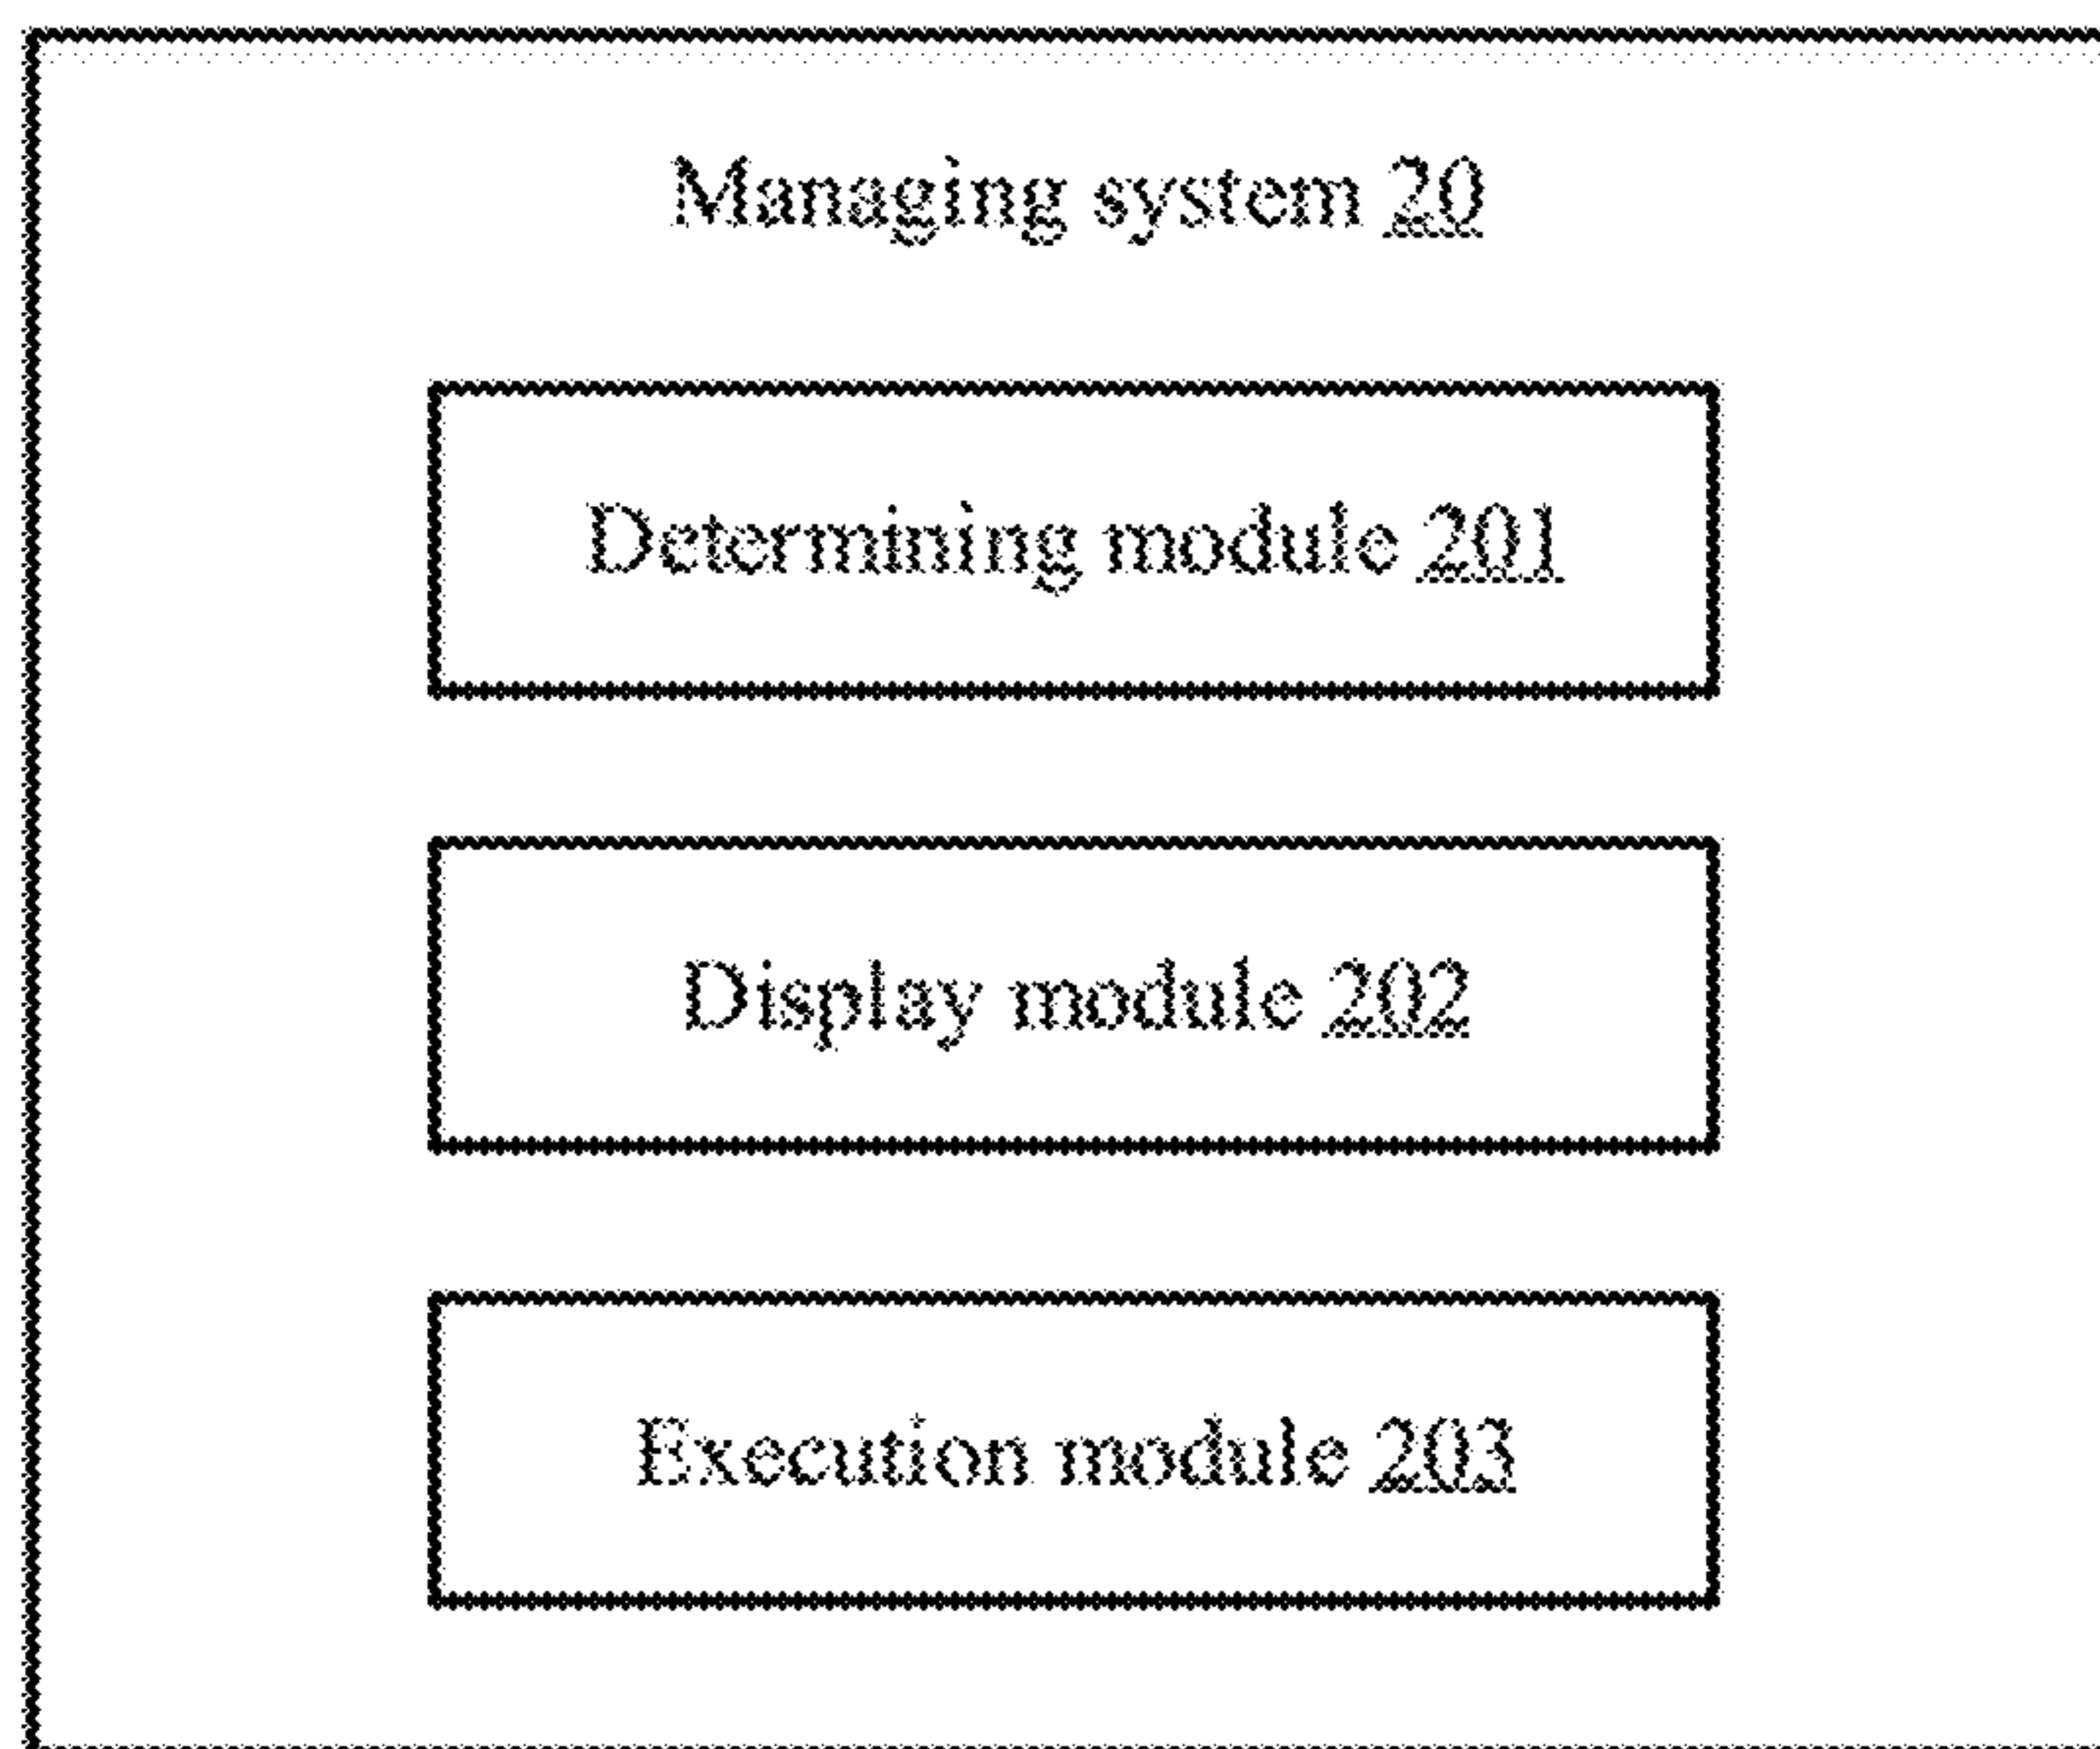 Managing system 20
Determining module 201
Display module 202
Execution module 203